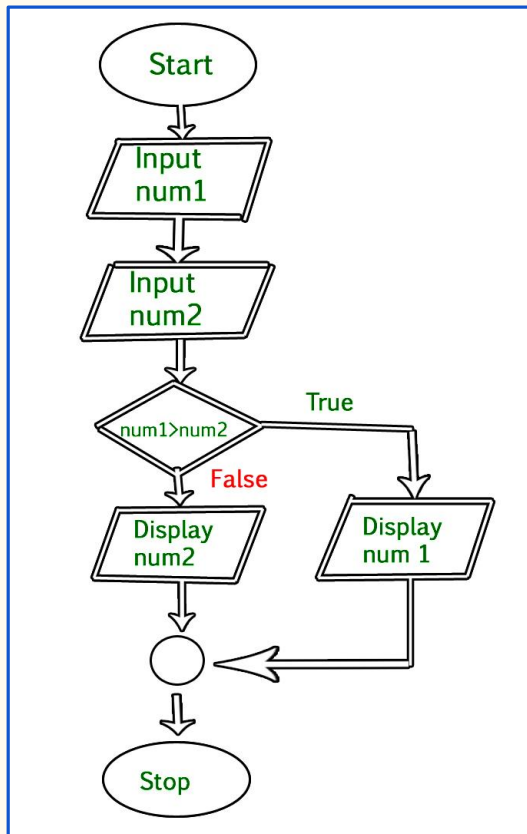 Start
Input
num1
Input
num2
num1>num2
True
False
Display
num2
Display
num 1
Stop